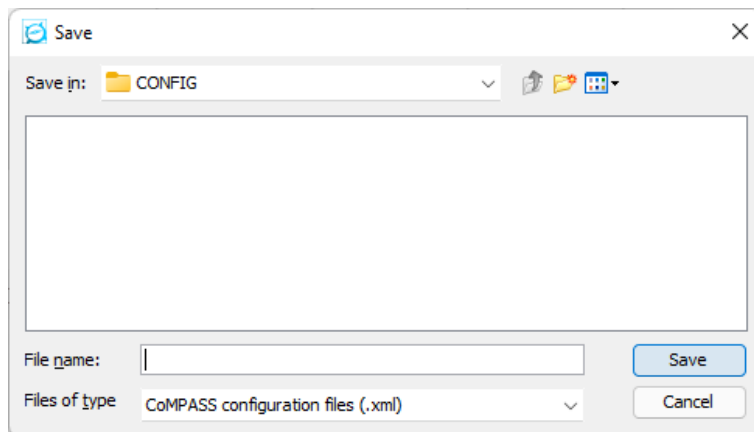 Save
Save in: CONFIG
File name:
Save
Files of type CoMPASS configuration files (.xml)
Cancel